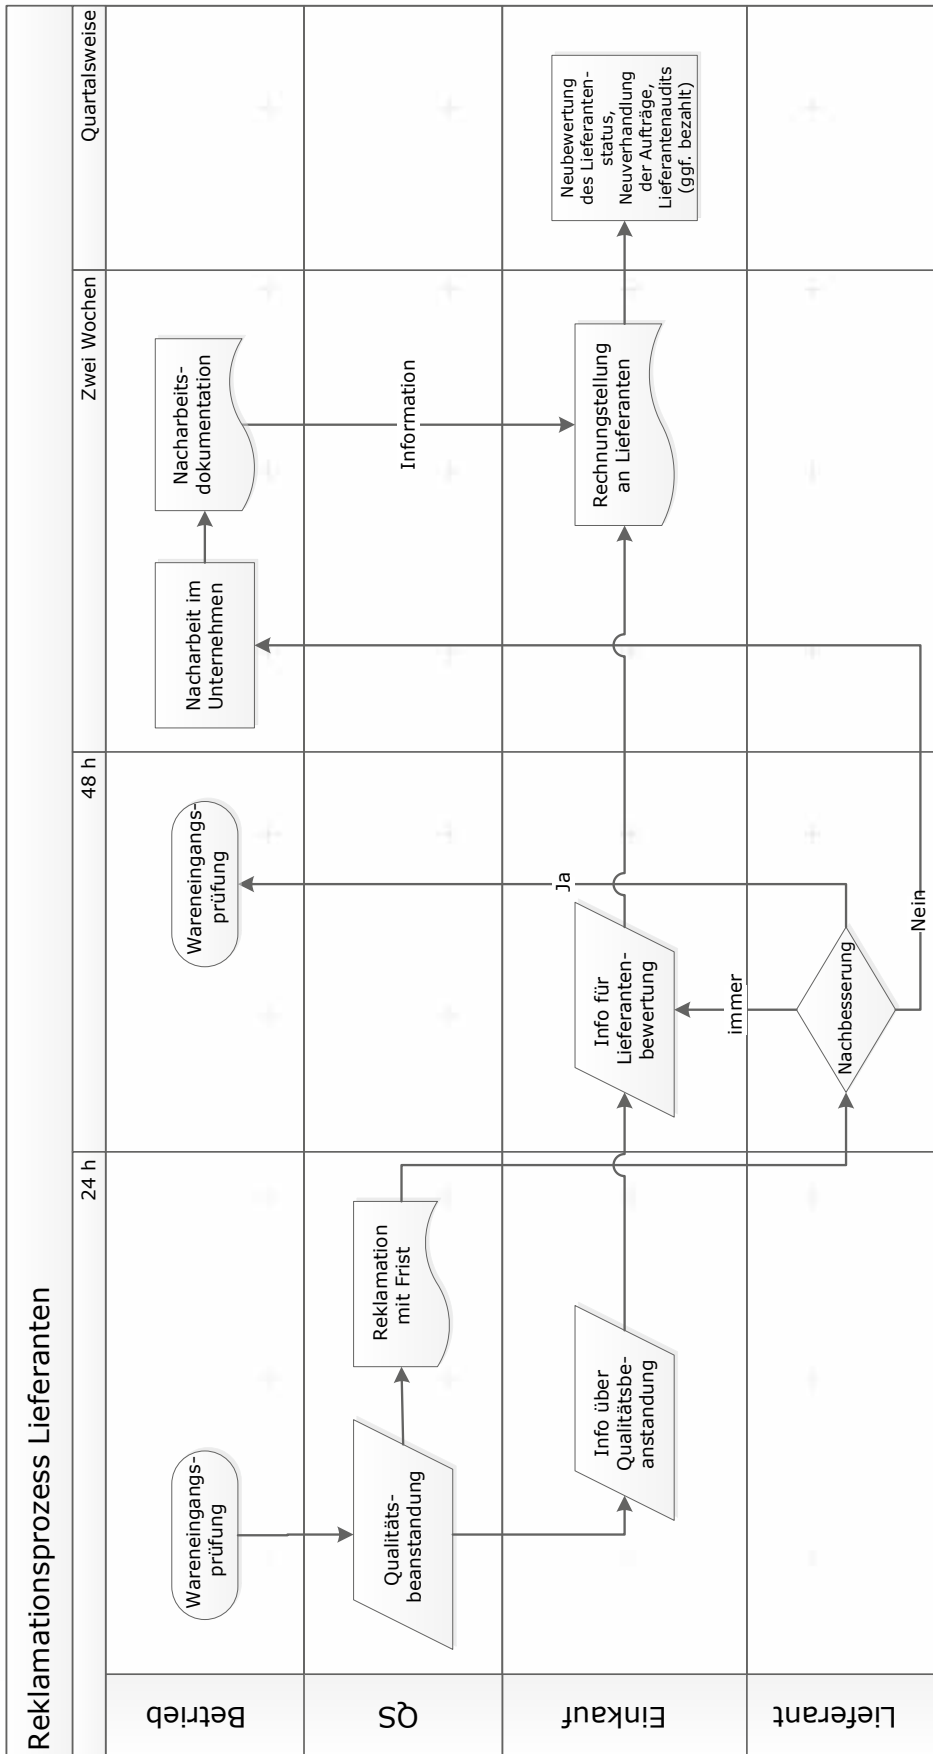 Reklamationsprozess Lieferanten
24 h
48 h
Zwei Wochen
Quartalsweise
Betrieb
Wareneingangs-
prüfung
Wareneingangs-
prüfung
Nacharbeit im
Unternehmen
Nacharbeits-
dokumentation
QS
Qualitäts-
beanstandung
Reklamation
mit Frist
Information
Einkauf
Info über
Qualitätsbe-
anstandung
Info für
Lieferanten-
bewertung
Ja
Rechnungstellung
an Lieferanten
Neubewertung
des Lieferanten-
status,
Neuverhandlung
der Aufträge,
Lieferantenaudits
(ggf. bezahlt)
immer
Lieferant
Nachbesserung
Nein